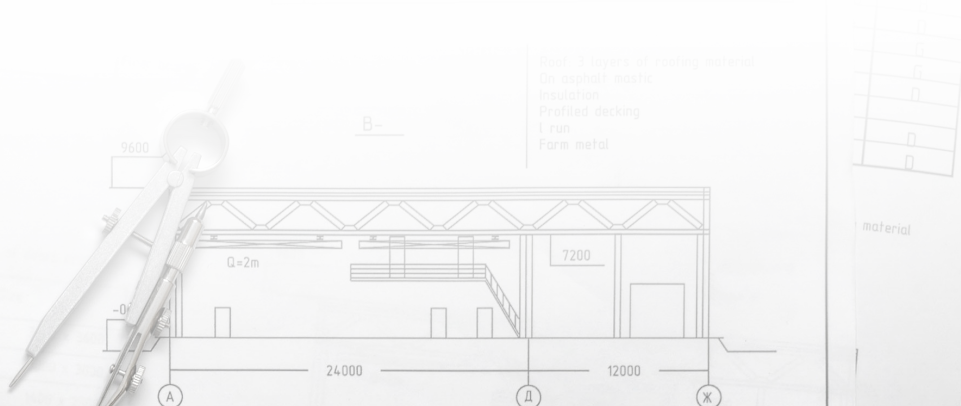 Roof 3 layers of roofing material
On asphalt mastic
Insulation
Profiled decking
1 run
Farm metal
B-
9600
Q=2m
7200
material
24000
12000
А
Д
Ж